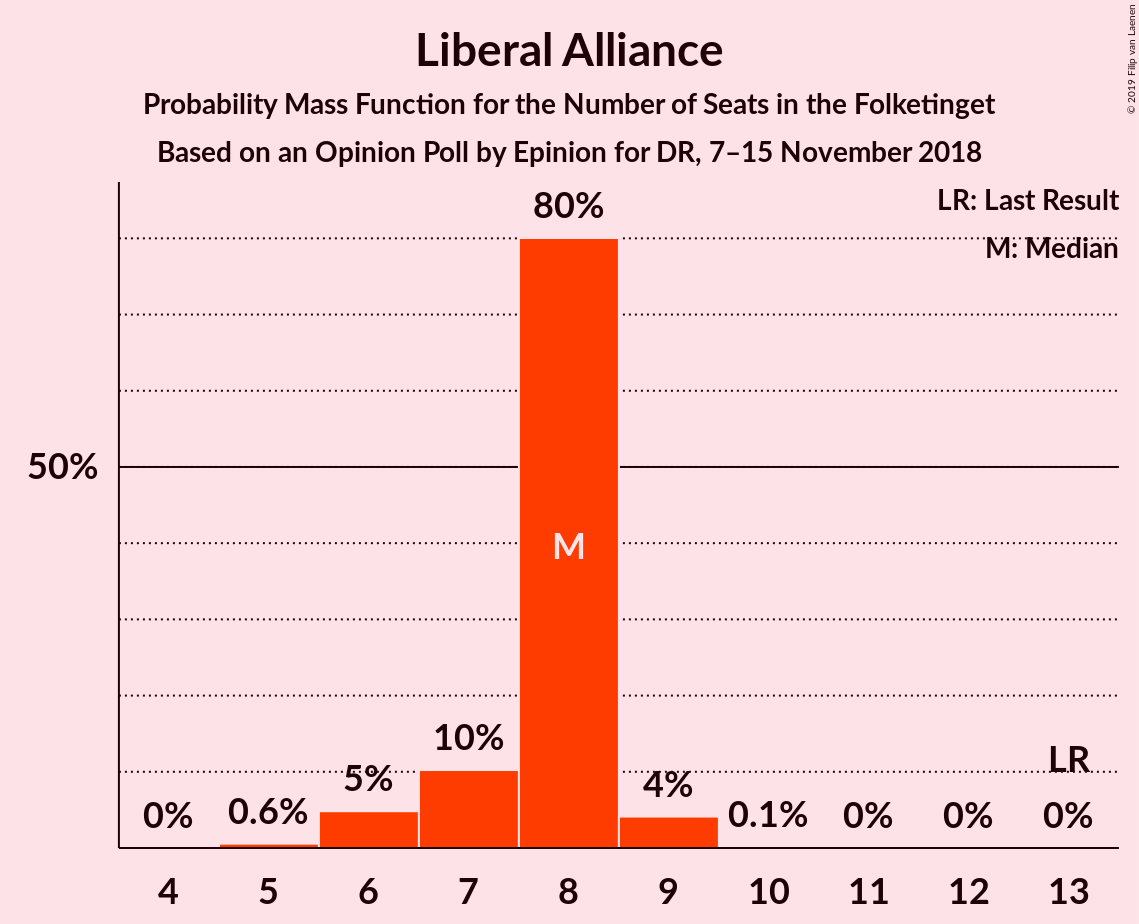 Liberal Alliance
Probability Mass Function for the Number of Seats in the Folketinget
Based on an Opinion Poll by Epinion for DR, 7–15 November 2018
© 2019 Filip van Laenen
LR: Last Result
M: Median
80%
50%
M
10%
5%
4%
LR
0%
0.6%
0.1%
0%
0%
0%
4 5 6 7 8 9 10 11 12 13